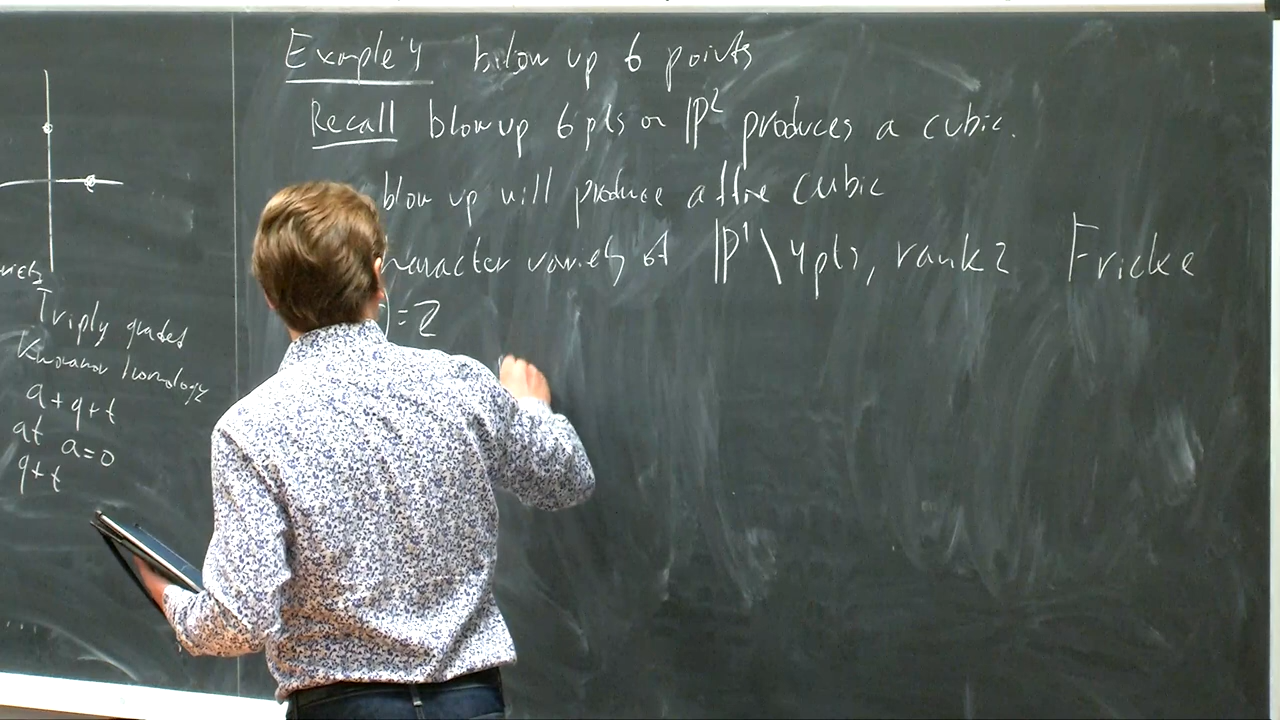 Example 4 blow up 6 points
Recall blow up 6 pts on ℙ² produces a cubic.
blow up will produce affine cubic
character variety of ℙ¹\4pts, rank 2 Fricke
)=2
Triply graded
homology
a+q+t
at a=0
q+t